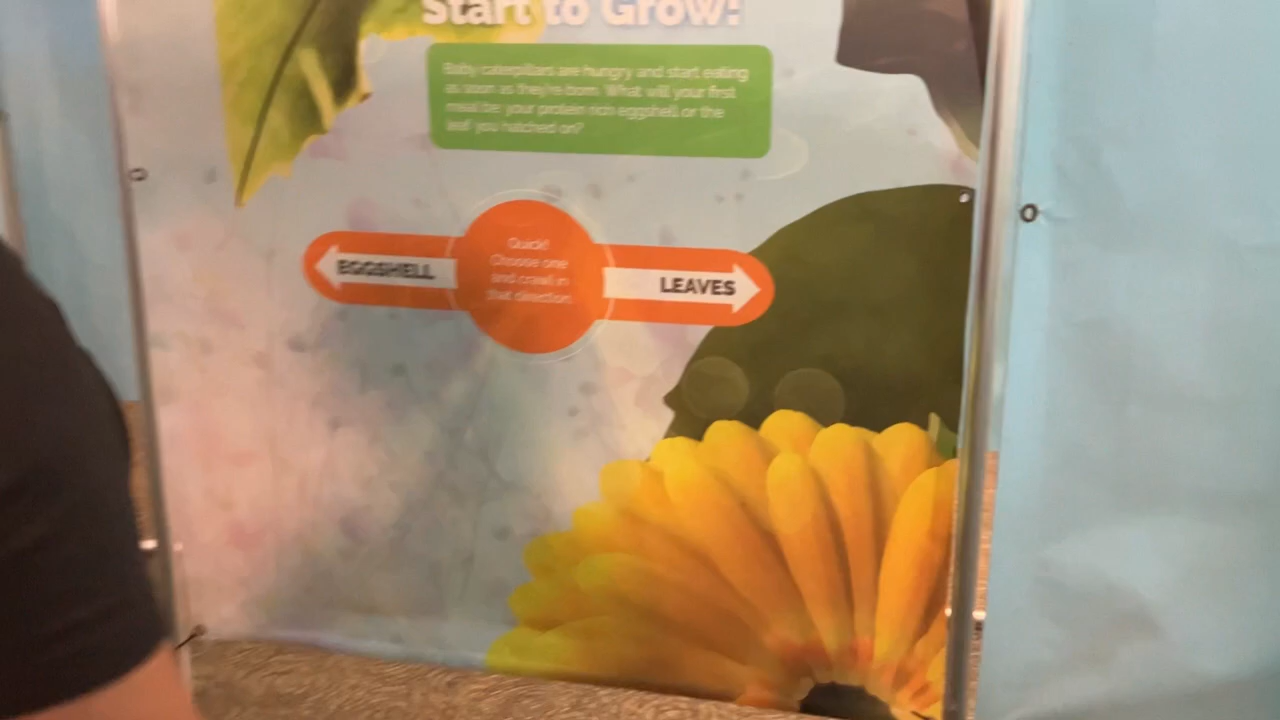 Start to Grow!
Baby caterpillars are hungry and start eating
as soon as they're born. What will your first
meal be: your protein rich eggshell or the
leaf you hatched on?
Quick!
Choose one
and crawl in
that direction.
EGGSHELL
LEAVES